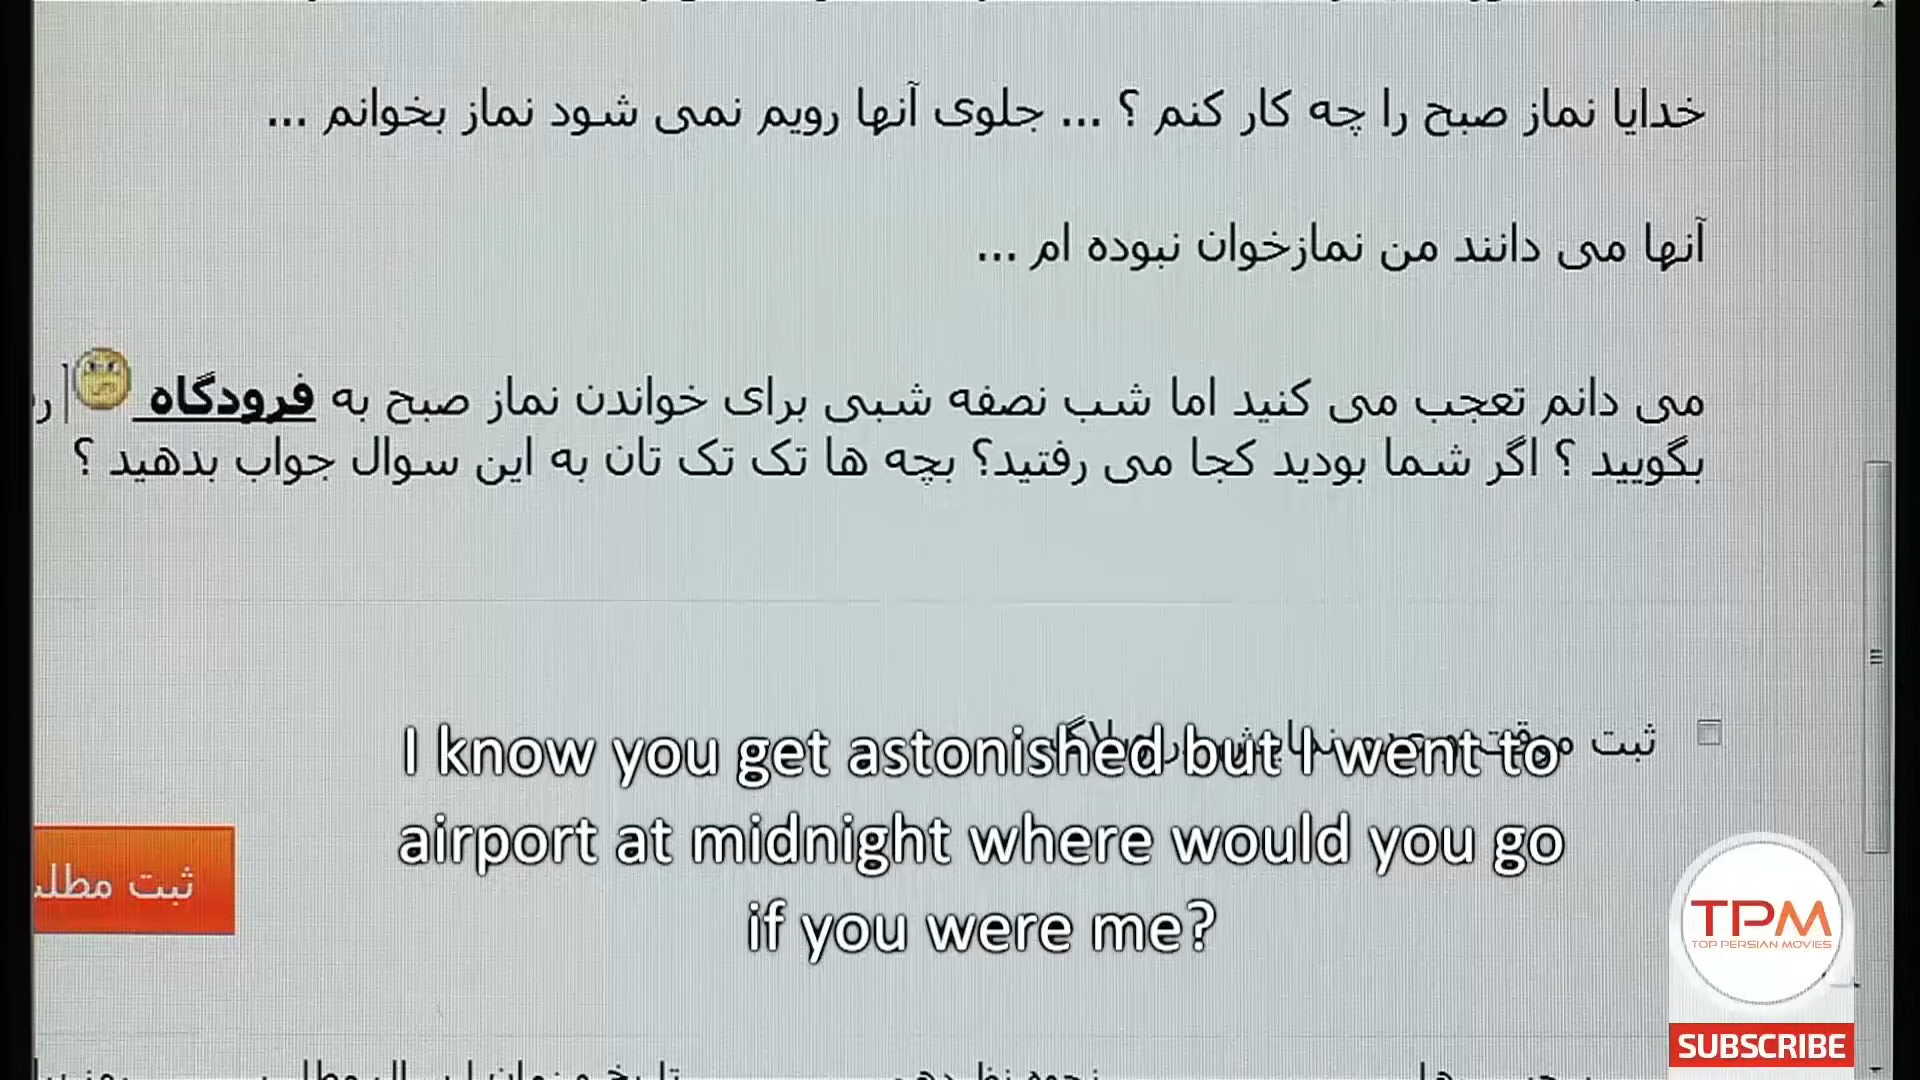 خدایا نماز صبح را چه کار کنم ؟ ... جلوی آنها رویم نمی شود نماز بخوانم ...
آنها می دانند من نمازخوان نبوده ام ...
می دانم تعجب می کنید اما شب نصفه شبی برای خواندن نماز صبح به فرودگاه
بگویید ؟ اگر شما بودید کجا می رفتید؟ بچه ها تک تک تان به این سوال جواب بدهید ؟
ثبت
I know you get astonished but I went to
airport at midnight where would you go
if you were me?
ثبت
TPM
TOP PERSIAN MOVIES
SUBSCRIBE